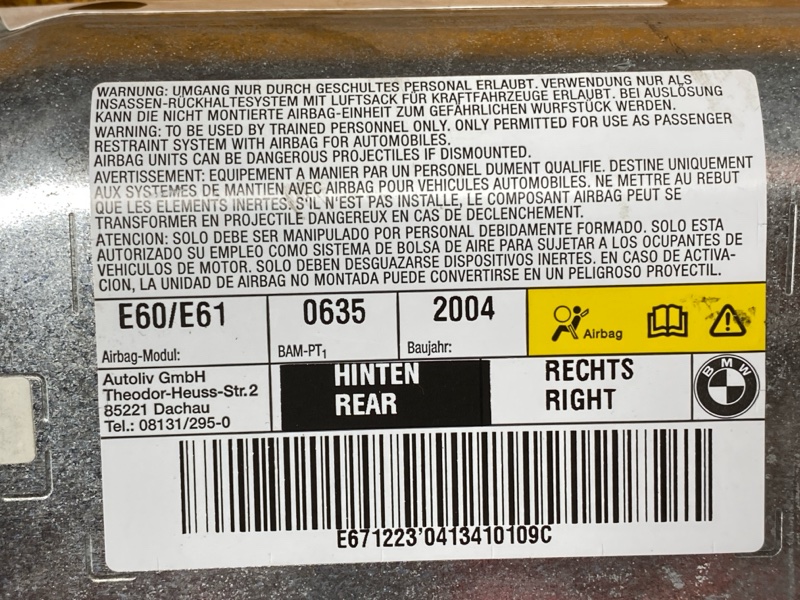 WARNUNG: UMGANG NUR DURCH GESCHULTES PERSONAL ERLAUBT. VERWENDUNG NUR ALS
INSASSEN-RÜCKHALTESYSTEM MIT LUFTSACK FÜR KRAFTFAHRZEUGE ERLAUBT. BEI AUSLÖSUNG
KANN DIE NICHT MONTIERTE AIRBAG-EINHEIT ZUM GEFÄHRLICHEN WURFSTÜCK WERDEN.
WARNING: TO BE USED BY TRAINED PERSONNEL ONLY. ONLY PERMITTED FOR USE AS PASSENGER
RESTRAINT SYSTEM WITH AIRBAG FOR AUTOMOBILES.
AIRBAG UNITS CAN BE DANGEROUS PROJECTILES IF DISMOUNTED.
AVERTISSEMENT: EQUIPEMENT A MANIER PAR UN PERSONEL DUMENT QUALIFIE. DESTINE UNIQUEMENT
AUX SYSTEMES DE MANTIEN AVEC AIRBAG POUR VEHICULES AUTOMOBILES. NE METTRE AU REBUT
QUE LES ELEMENTS INERTES. S'IL N'EST PAS INSTALLE, LE COMPOSANT AIRBAG PEUT SE
TRANSFORMER EN PROJECTILE DANGEREUX EN CAS DE DECLENCHEMENT.
ATENCION: SOLO DEBE SER MANIPULADO POR PERSONAL DEBIDAMENTE FORMADO. SOLO ESTA
AUTORIZADO SU EMPLEO COMO SISTEMA DE BOLSA DE AIRE PARA SUJETAR A LOS OCUPANTES DE
VEHICULOS DE MOTOR. SOLO DEBEN DESGUAZARSE DISPOSITIVOS INERTES. EN CASO DE ACTIVA-
CION, LA UNIDAD DE AIRBAG NO MONTADA PUEDE CONVERTIRSE EN UN PELIGROSO PROYECTIL.
E60/E61 0635 2004
Airbag-Modul: BAM-PT1 Baujahr: Airbag
Autoliv GmbH
Theodor-Heuss-Str.2
85221 Dachau
Tel.: 08131/295-0
HINTEN
REAR
RECHTS
RIGHT
BMW
E671223'0413410109C